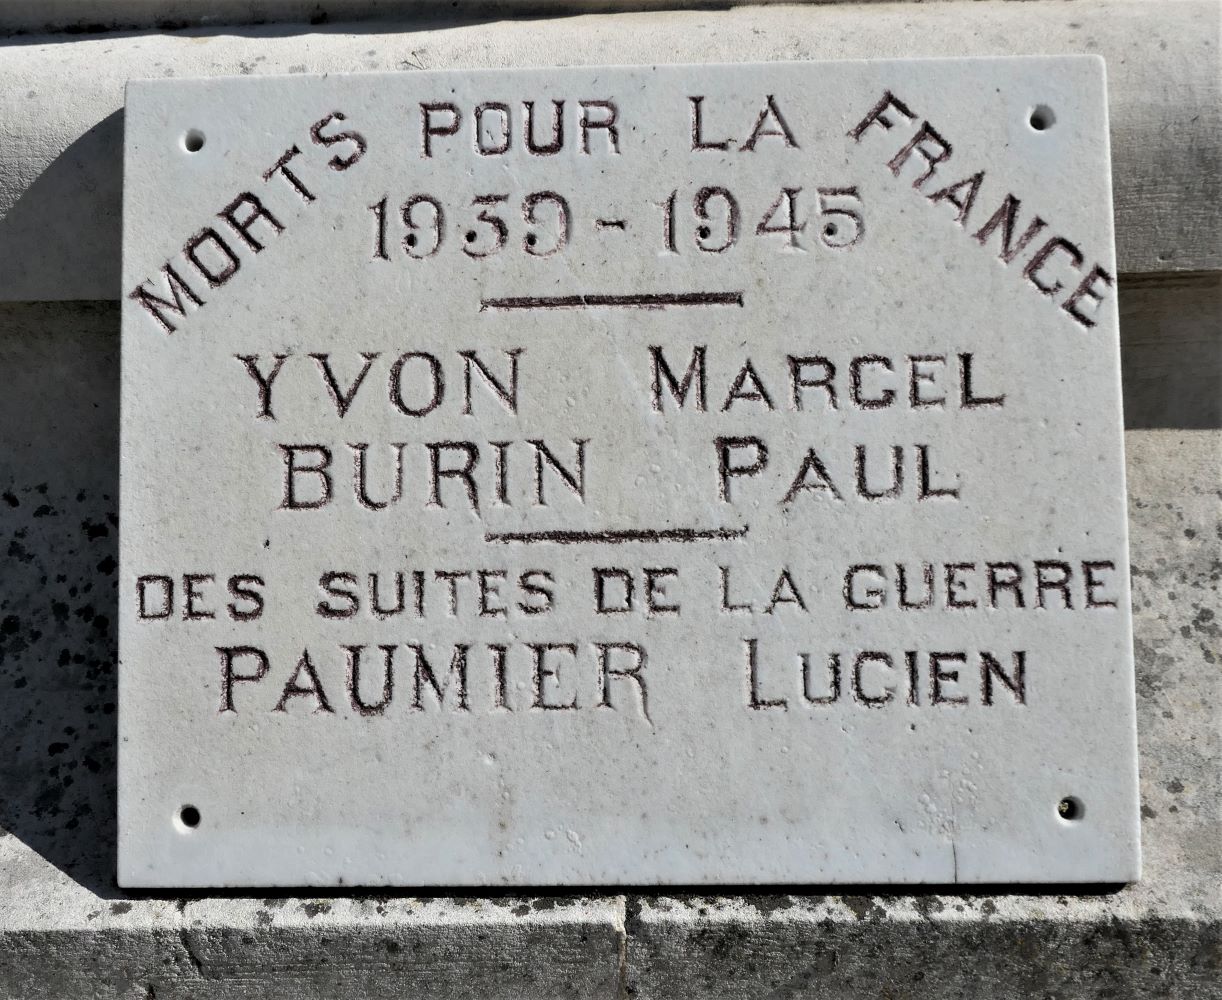 MORTS POUR LA FRANCE
1939-1945
YVON MARCEL
BURIN PAUL
DES SUITES DE LA GUERRE
PAUMIER LUCIEN